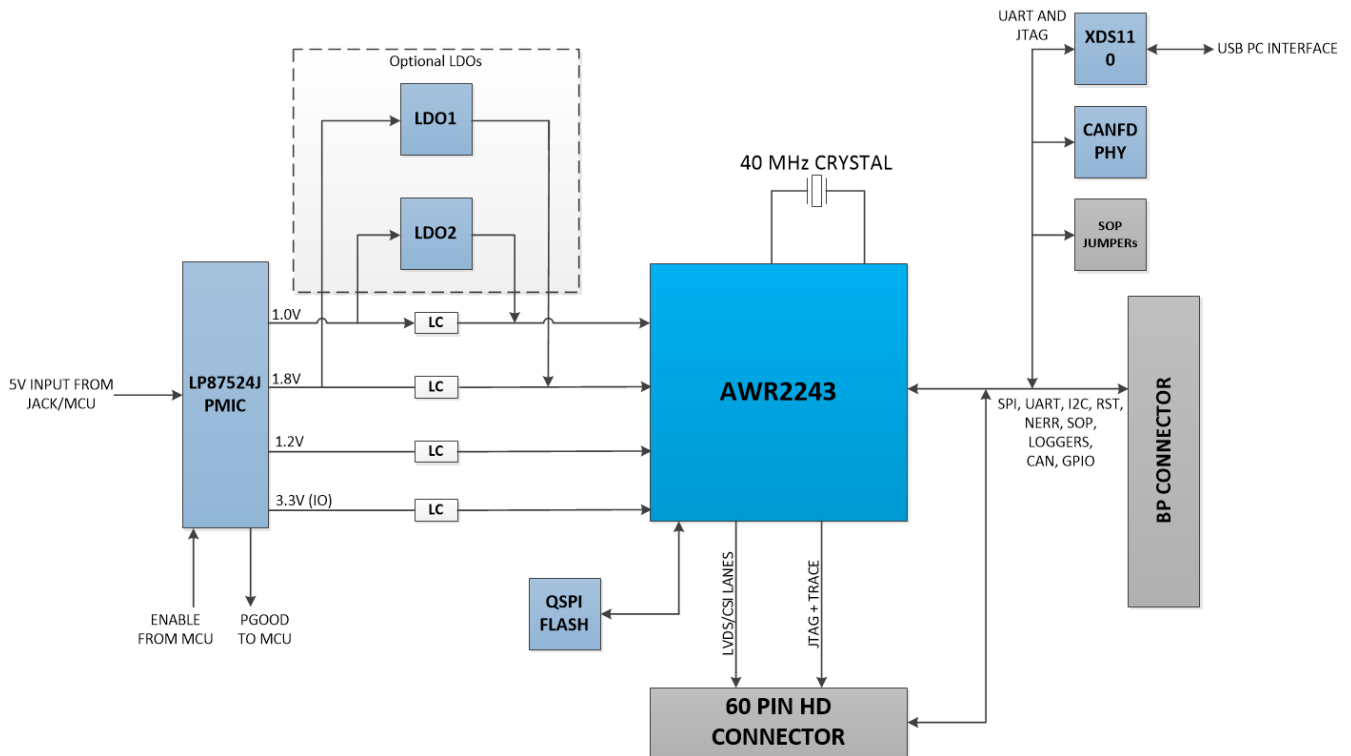 UART AND
JTAG
XDS11
0
USB PC INTERFACE
Optional LDOs
LDO1
CANFD
PHY
40 MHz CRYSTAL
LDO2
SOP
JUMPERs
1.0V
LC
5V INPUT FROM
JACK/MCU
LP87524J
PMIC
1.8V
LC
AWR2243
SPI, UART, I2C, RST,
NERR, SOP,
LOGGERS,
CAN, GPIO
BP CONNECTOR
1.2V
LC
3.3V (IO)
LC
ENABLE
FROM MCU
PGOOD
TO MCU
QSPI
FLASH
LVDS/CSI LANES
JTAG + TRACE
60 PIN HD
CONNECTOR